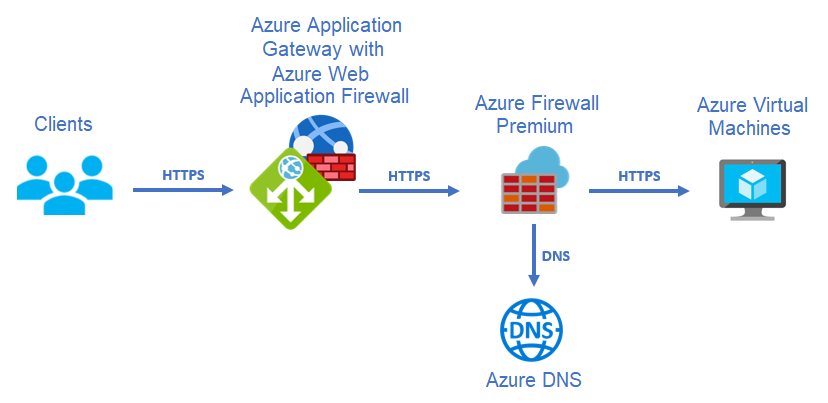 Clients
HTTPS
Azure Application
Gateway with
Azure Web
Application Firewall
HTTPS
Azure Firewall
Premium
HTTPS
Azure Virtual
Machines
DNS
DNS
Azure DNS